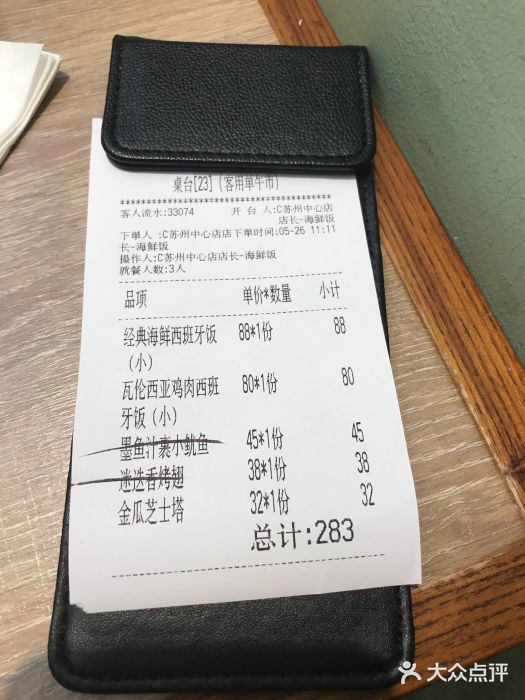 桌台[23] (客用单午市)
****************************************
客人流水:33074 开 台 人:C苏州中心店
店长-海鲜饭
下单人 :C苏州中心店店下单时间:05-26 11:11
长-海鲜饭
操作人:C苏州中心店店长-海鲜饭
就餐人数:3人
品项 单价*数量 小计
经典海鲜西班牙饭 88*1份 88
(小)
瓦伦西亚鸡肉西班 80*1份 80
牙饭(小)
墨鱼汁裹小鱿鱼 45*1份 45
迷迭香烤翅 38*1份 38
金瓜芝士塔 32*1份 32
总计:283
大众点评